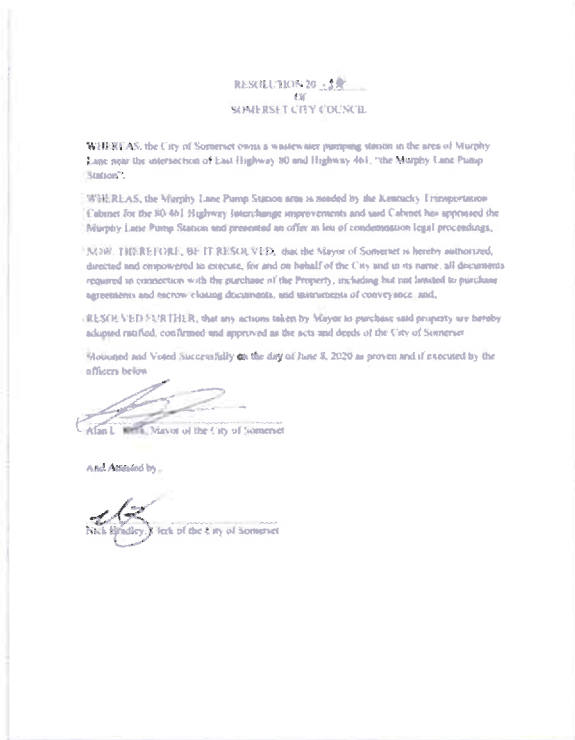 RESOLUTION 20 -
OF
SOMERSET CITY COUNCIL
WHEREAS, the City of Somerset owns a wastewater pumping station in the area of Murphy
Lane near the intersection of East Highway 80 and Highway 461, "the Murphy Lane Pump
Station".
WHEREAS, the Murphy Lane Pump Station area is needed by the Kentucky Transportation
Cabinet for the 80-461 Highway Interchange improvements and said Cabinet has appraised the
Murphy Lane Pump Station and presented an offer in lieu of condemnation legal proceedings,
NOW, THEREFORE, BE IT RESOLVED, that the Mayor of Somerset is hereby authorized,
directed and empowered to execute, for and on behalf of the City and in its name, all documents
required in connection with the purchase of the Property, including but not limited to purchase
agreements and escrow closing documents, and instruments of conveyance, and,
RESOLVED FURTHER, that any actions taken by Mayor to purchase said property are hereby
adopted ratified, confirmed and approved as the acts and deeds of the City of Somerset
Motioned and Voted Successfully on the day of June 8, 2020 as proven and if executed by the
officers below
Alan , Mayor of the City of Somerset
And Attested by,
Nick Bradley, Clerk of the City of Somerset